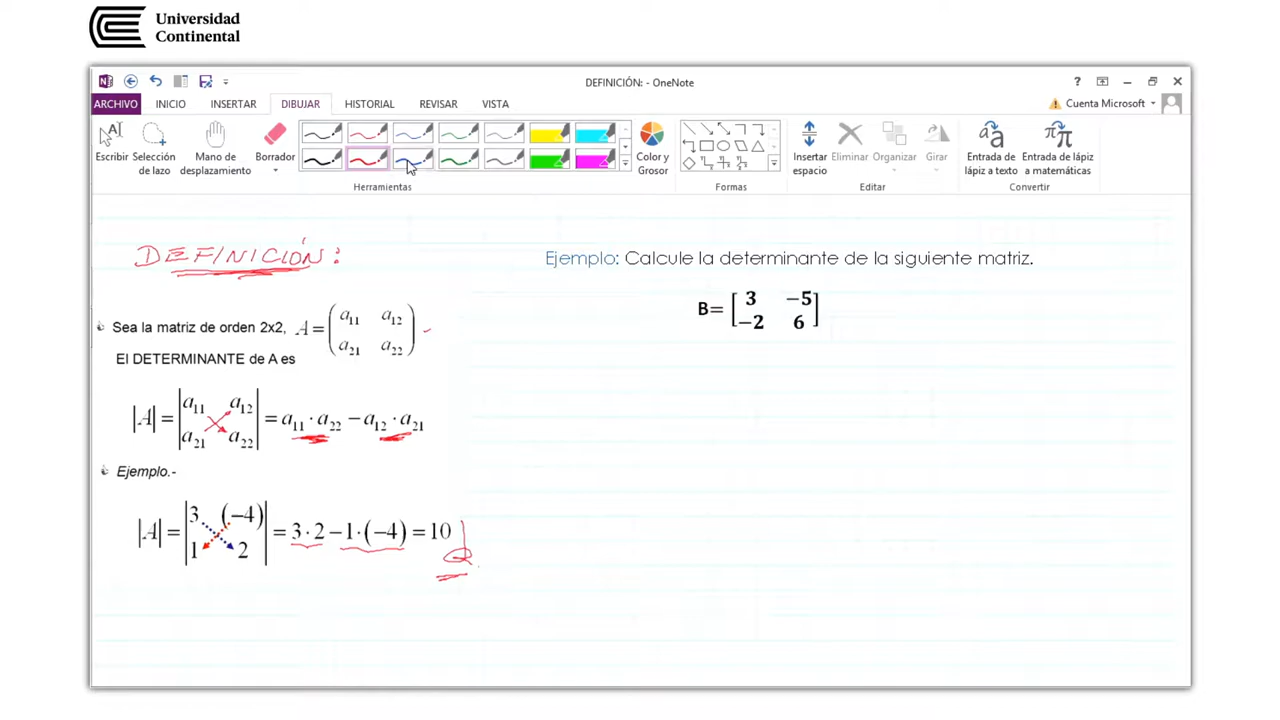 Universidad
Continental
DEFINICIÓN: - OneNote
?
ARCHIVO INICIO INSERTAR DIBUJAR HISTORIAL REVISAR VISTA
Cuenta Microsoft
Escribir
Selección de lazo
Mano de desplazamiento
Borrador
Color y Grosor
Insertar espacio
Eliminar
Organizar
Girar
Entrada de lápiz a texto
Entrada de lápiz a matemáticas
Herramientas
Formas
Editar
Convertir
DEFINICIÓN:
Sea la matriz de orden 2x2, A = ( a11 a12
a21 a22 )
El DETERMINANTE de A es
|A| = | a11 a12
a21 a22 | = a11 · a22 − a12 · a21
Ejemplo.-
|A| = | 3 (−4)
1 2 | = 3 · 2 − 1 · (−4) = 10
Ejemplo: Calcule la determinante de la siguiente matriz.
B= [ 3 −5
−2 6 ]